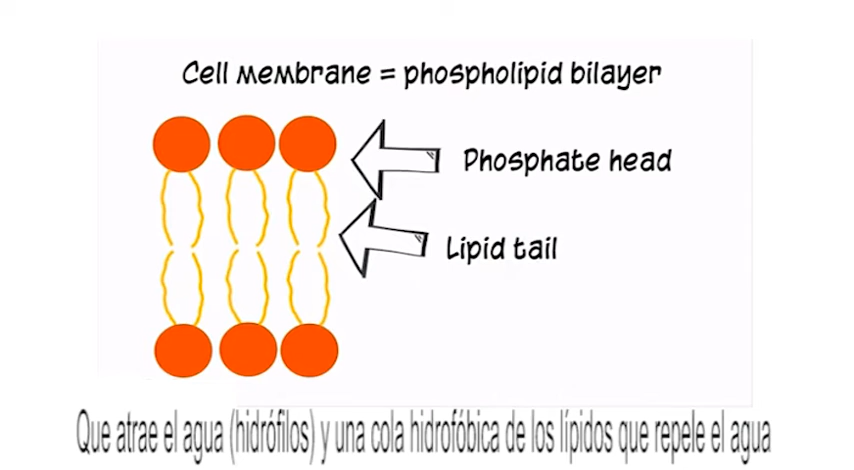 Cell membrane = phospholipid bilayer
Phosphate head
Lipid tail
Que atrae el agua (hidrófilos) y una cola hidrofóbica de los lípidos que repele el agua